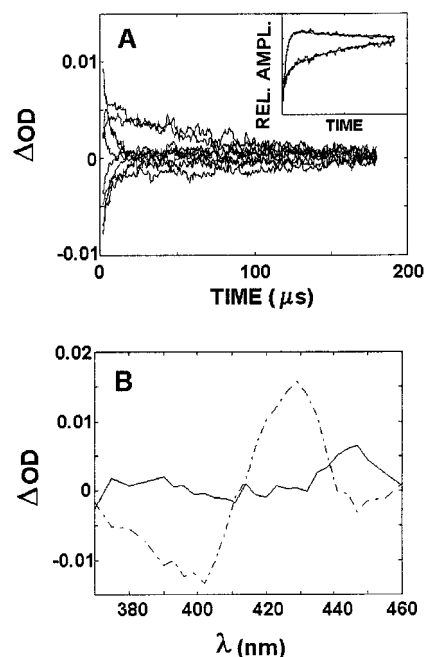 A
0.01
0
-0.01
ΔOD
REL. AMPL.
TIME
0
100
200
TIME (μs)
B
0.02
0.01
0
-0.01
ΔOD
380
400
420
440
460
λ (nm)